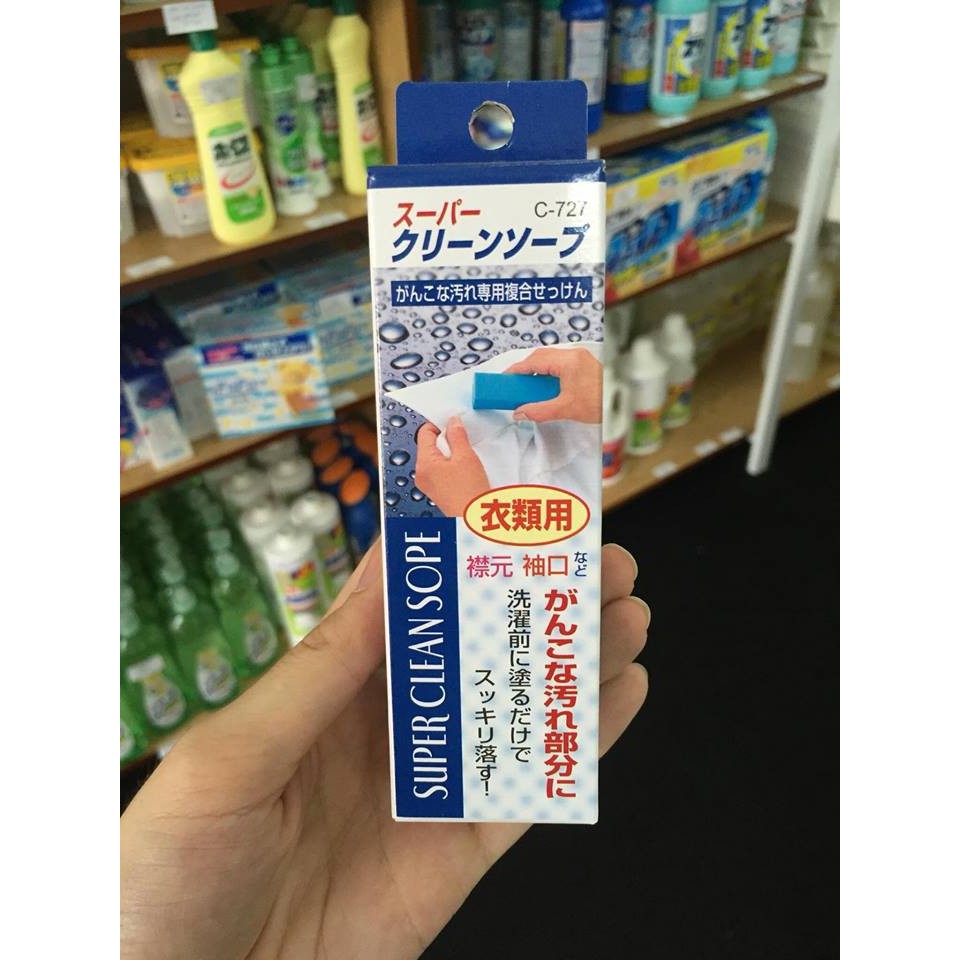 スーパー
C-727
クリーンソープ
がんこな汚れ専用複合せっけん
衣類用
襟元 袖口 など
がんこな汚れ部分に
洗濯前に塗るだけで
スッキリ落す!
SUPER CLEAN SOPE